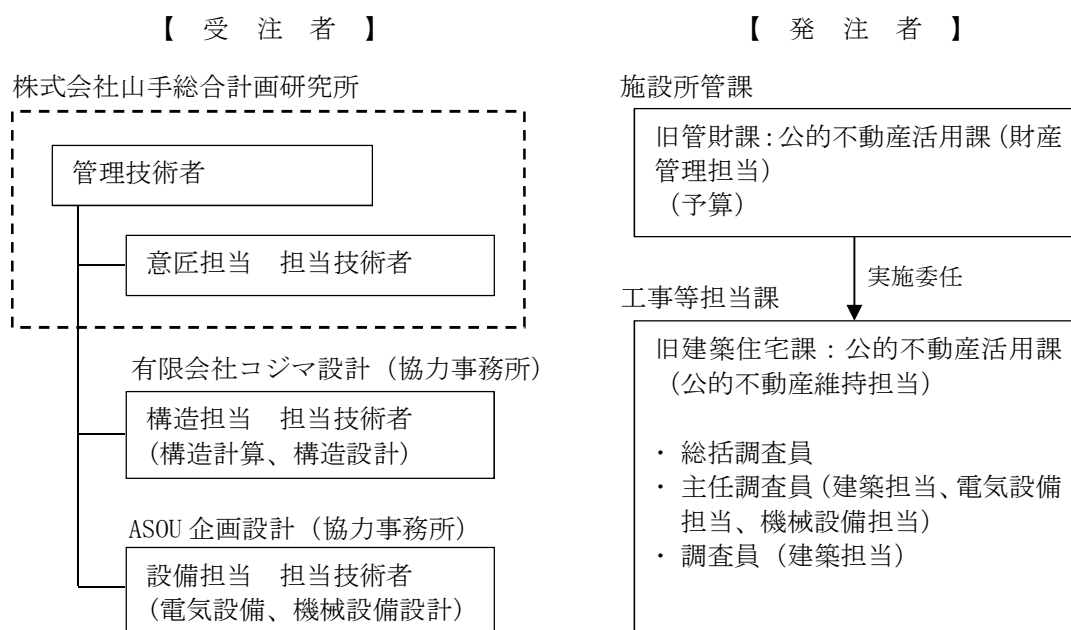 【 受 注 者 】
株式会社山手総合計画研究所
管理技術者
意匠担当 担当技術者
有限会社コジマ設計（協力事務所）
構造担当 担当技術者
(構造計算、構造設計)
ASOU 企画設計（協力事務所）
設備担当 担当技術者
(電気設備、機械設備設計)
【 発 注 者 】
施設所管課
旧管財課：公的不動産活用課（財産
管理担当）
（予算）
実施委任
工事等担当課
旧建築住宅課：公的不動産活用課
（公的不動産維持担当）
・ 総括調査員
・ 主任調査員（建築担当、電気設備
担当、機械設備担当）
・ 調査員（建築担当）